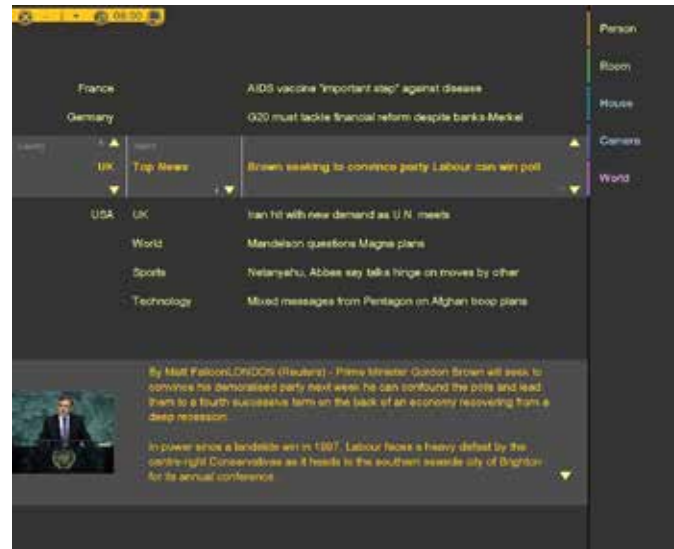 - +
Person
Room
France AIDS vaccine "important step" against disease
House
Germany G20 must tackle financial reform despite banks-Merkel
Camera
UK Top News Brown seeking to convince party Labour can win poll
World
USA UK Iran hit with new demand as U.N. meets
World Mandelson questions Magna plans
Sports Netanyahu, Abbas say talks hinge on moves by other
Technology Mixed messages from Pentagon on Afghan troop plans
By Matt FalloonLONDON (Reuters) - Prime Minister Gordon Brown will seek to
convince his demoralised party next week he can confound the polls and lead
them to a fourth successive term on the back of an economy recovering from a
deep recession.
In power since a landslide win in 1997, Labour faces a heavy defeat by the
centre-right Conservatives as it heads to the southern seaside city of Brighton
for its annual conference.